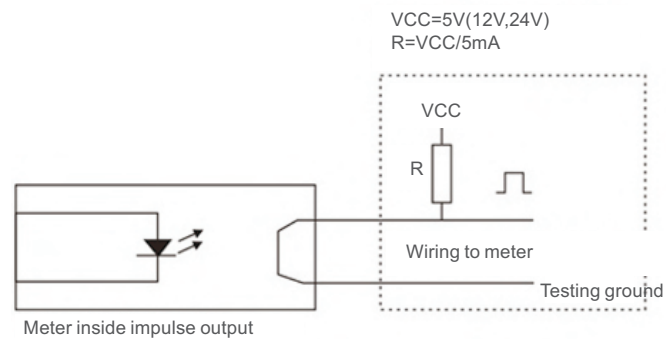 VCC=5V(12V,24V)
R=VCC/5mA
VCC
R
Wiring to meter
Testing ground
Meter inside impulse output